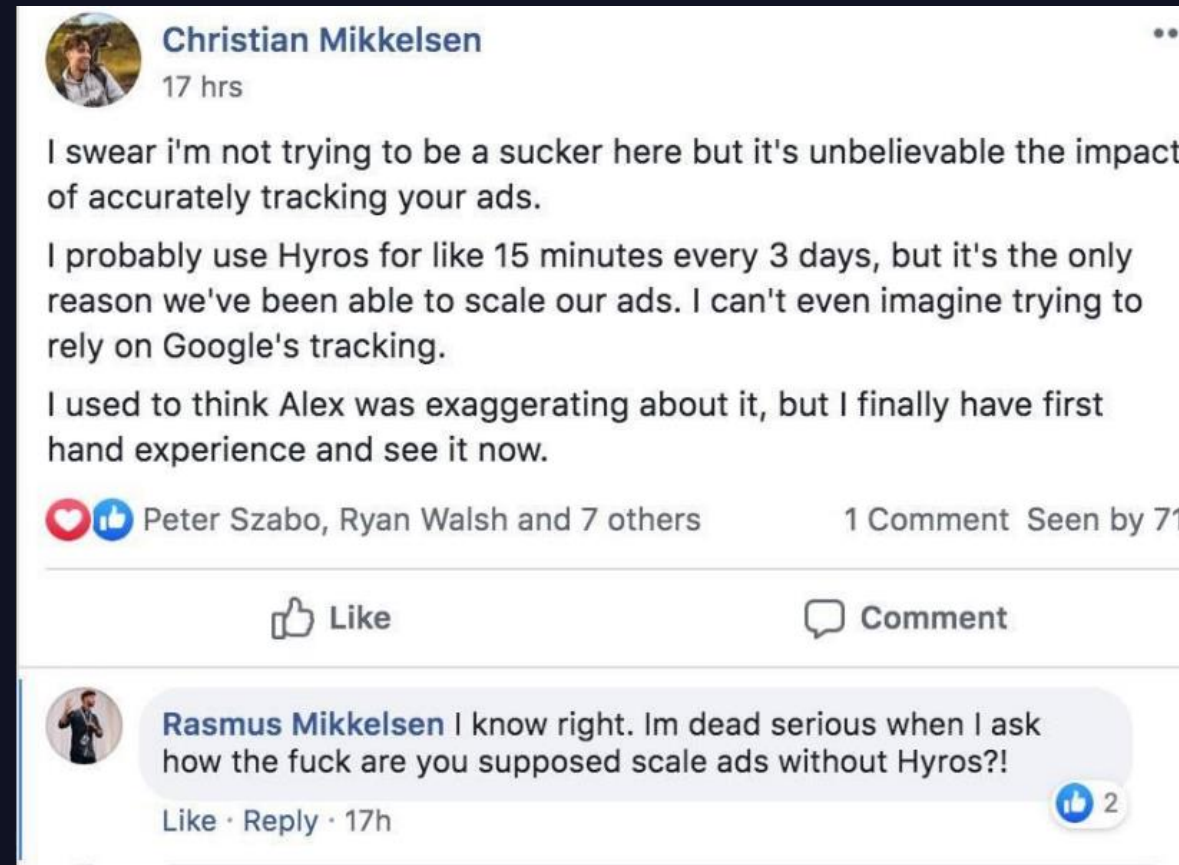 Christian Mikkelsen
17 hrs
I swear i'm not trying to be a sucker here but it's unbelievable the impact
of accurately tracking your ads.
I probably use Hyros for like 15 minutes every 3 days, but it's the only
reason we've been able to scale our ads. I can't even imagine trying to
rely on Google's tracking.
I used to think Alex was exaggerating about it, but I finally have first
hand experience and see it now.
Peter Szabo, Ryan Walsh and 7 others 1 Comment Seen by 71
Like Comment
Rasmus Mikkelsen I know right. Im dead serious when I ask
how the fuck are you supposed scale ads without Hyros?!
2
Like · Reply · 17h